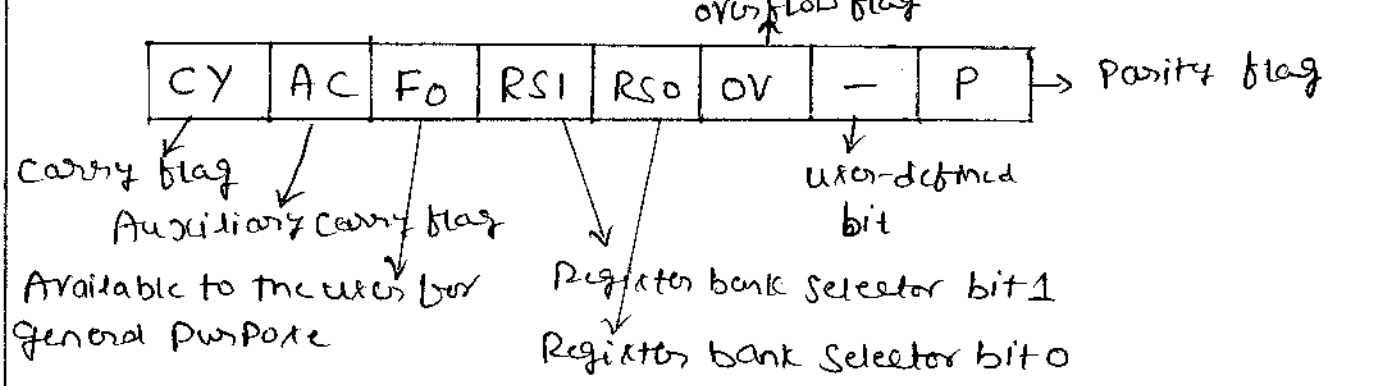 overflow flag
CY AC F0 RS1 RS0 OV - P
Parity flag
Carry flag
user-defined
bit
Auxiliary Carry flag
Available to the user for
general Purpose
Register bank Selector bit 1
Register bank Selector bit 0